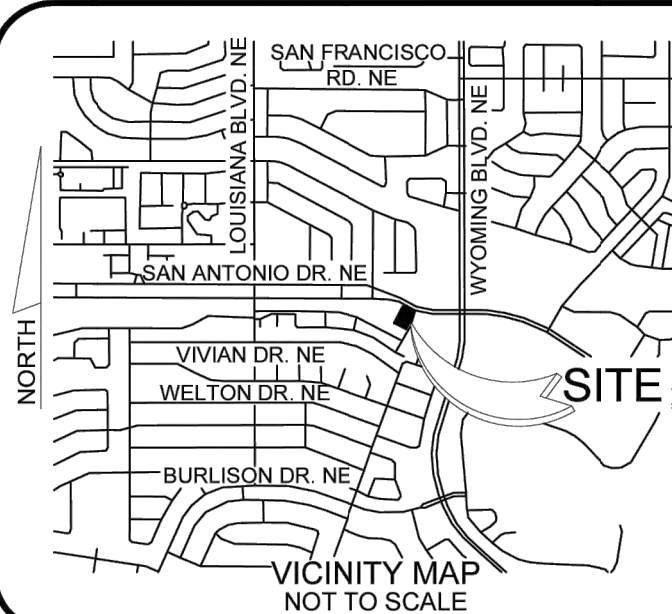 SAN FRANCISCO
RD. NE
LOUISIANA BLVD. NE
WYOMING BLVD. NE
SAN ANTONIO DR. NE
NORTH
VIVIAN DR. NE
SITE
WELTON DR. NE
BURLISON DR. NE
VICINITY MAP
NOT TO SCALE